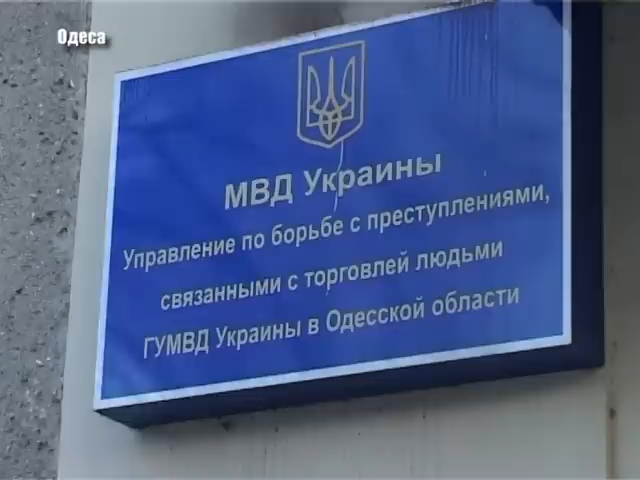 Одеса
МВД Украины
Управление по борьбе с преступлениями,
связанными с торговлей людьми
ГУМВД Украины в Одесской области